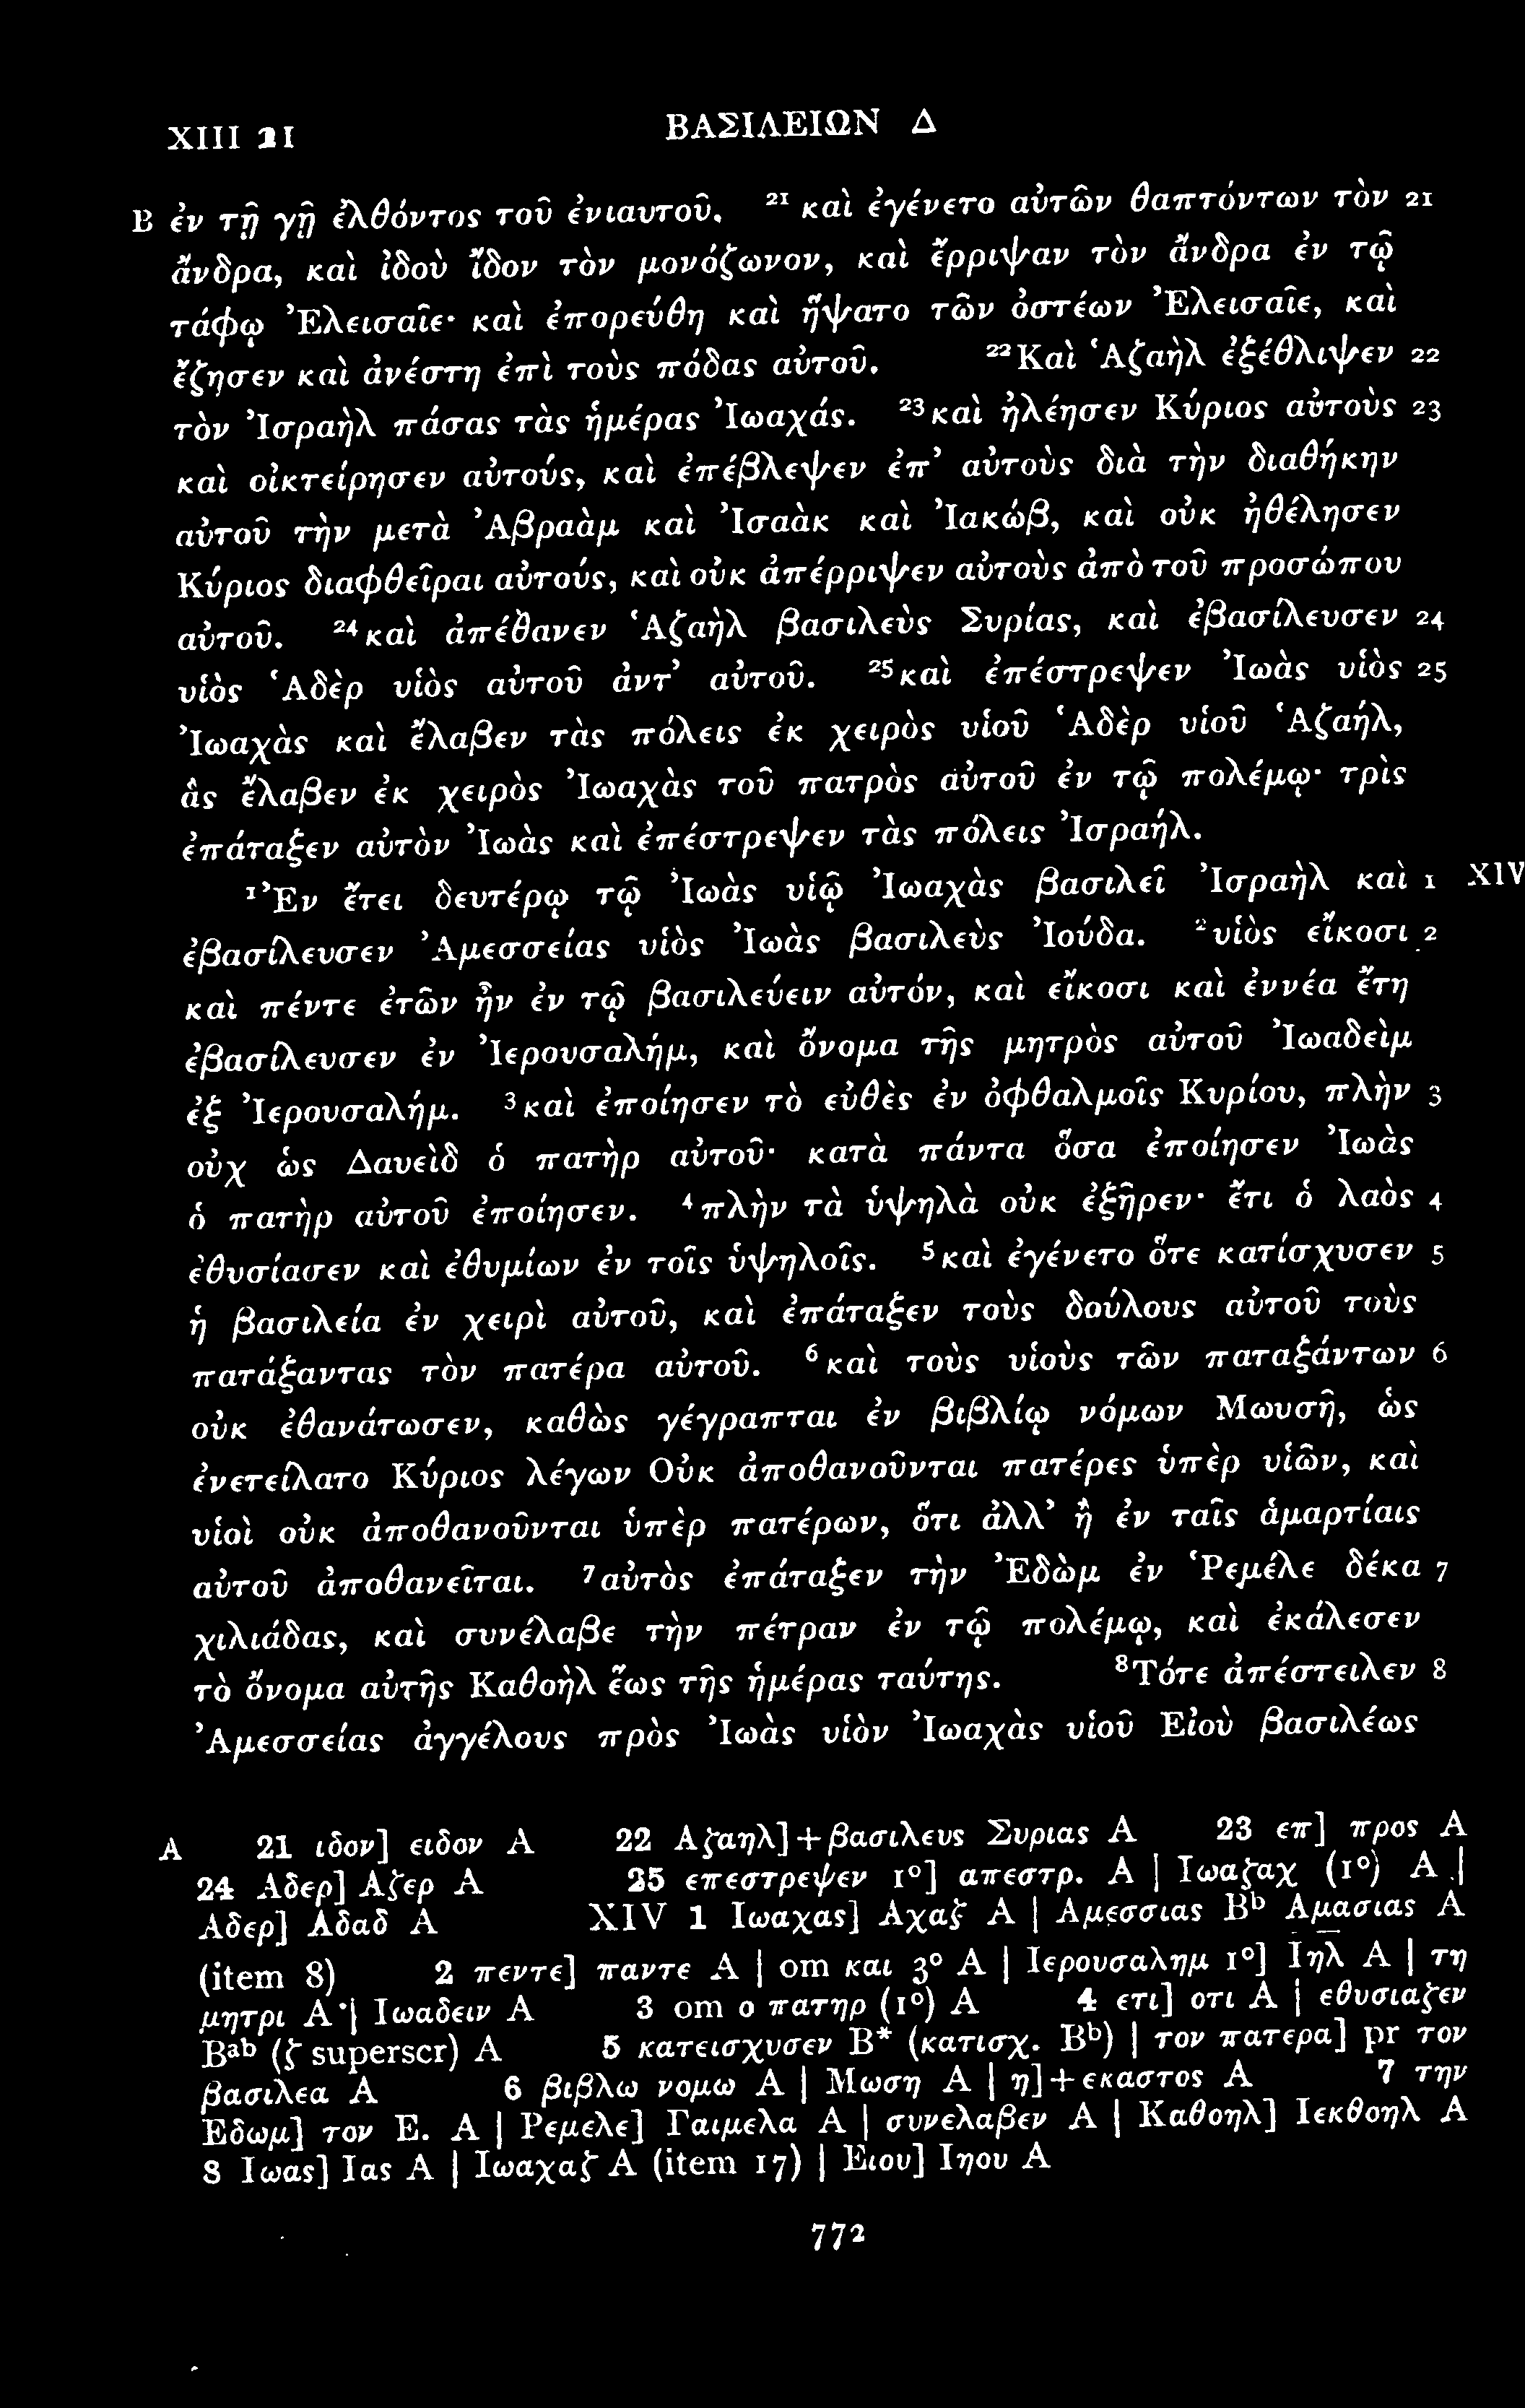 XIII 21 ΒΑΣΙΛΕΙΩΝ Δ
B ἐν τῇ γῇ ἐλθόντος τοῦ ἐνιαυτοῦ. ²¹ καὶ ἐγένετο αὐτῶν θαπτόντων τὸν 21
ἄνδρα, καὶ ἰδοὺ ἴδον τὸν μονόζωνον, καὶ ἔρριψαν τὸν ἄνδρα ἐν τῷ
τάφῳ Ἐλεισαῖε· καὶ ἐπορεύθη καὶ ἥψατο τῶν ὀστέων Ἐλεισαῖε, καὶ
ἔζησεν καὶ ἀνέστη ἐπὶ τοὺς πόδας αὐτοῦ. ²²Καὶ Ἁζαὴλ ἐξέθλιψεν 22
τὸν Ἰσραὴλ πάσας τὰς ἡμέρας Ἰωαχάς. ²³καὶ ἠλέησεν Κύριος αὐτοὺς 23
καὶ οἰκτείρησεν αὐτούς, καὶ ἐπέβλεψεν ἐπ’ αὐτοὺς διὰ τὴν διαθήκην
αὐτοῦ τὴν μετὰ Ἀβραὰμ καὶ Ἰσαὰκ καὶ Ἰακώβ, καὶ οὐκ ἠθέλησεν
Κύριος διαφθεῖραι αὐτούς, καὶ οὐκ ἀπέρριψεν αὐτοὺς ἀπὸ τοῦ προσώπου
αὐτοῦ. ²⁴καὶ ἀπέθανεν Ἁζαὴλ βασιλεὺς Συρίας, καὶ ἐβασίλευσεν 24
υἱὸς Ἁδὲρ υἱὸς αὐτοῦ ἀντ’ αὐτοῦ. ²⁵καὶ ἐπέστρεψεν Ἰωὰς υἱὸς 25
Ἰωαχὰς καὶ ἔλαβεν τὰς πόλεις ἐκ χειρὸς υἱοῦ Ἁδὲρ υἱοῦ Ἁζαήλ,
ἃς ἔλαβεν ἐκ χειρὸς Ἰωαχὰς τοῦ πατρὸς αὐτοῦ ἐν τῷ πολέμῳ· τρὶς
ἐπάταξεν αὐτὸν Ἰωὰς καὶ ἐπέστρεψεν τὰς πόλεις Ἰσραήλ.
¹Ἐν ἔτει δευτέρῳ τῷ Ἰωὰς υἱῷ Ἰωαχὰς βασιλεῖ Ἰσραὴλ καὶ 1 XIV
ἐβασίλευσεν Ἀμεσσείας υἱὸς Ἰωὰς βασιλεὺς Ἰούδα. ²υἱὸς εἴκοσι 2
καὶ πέντε ἐτῶν ἦν ἐν τῷ βασιλεύειν αὐτόν, καὶ εἴκοσι καὶ ἐννέα ἔτη
ἐβασίλευσεν ἐν Ἰερουσαλήμ, καὶ ὄνομα τῆς μητρὸς αὐτοῦ Ἰωαδεὶμ
ἐξ Ἰερουσαλήμ. ³καὶ ἐποίησεν τὸ εὐθὲς ἐν ὀφθαλμοῖς Κυρίου, πλὴν 3
οὐχ ὡς Δαυεὶδ ὁ πατὴρ αὐτοῦ· κατὰ πάντα ὅσα ἐποίησεν Ἰωὰς
ὁ πατὴρ αὐτοῦ ἐποίησεν. ⁴πλὴν τὰ ὑψηλὰ οὐκ ἐξῆρεν· ἔτι ὁ λαὸς 4
ἐθυσίασεν καὶ ἐθυμίων ἐν τοῖς ὑψηλοῖς. ⁵καὶ ἐγένετο ὅτε κατίσχυσεν 5
ἡ βασιλεία ἐν χειρὶ αὐτοῦ, καὶ ἐπάταξεν τοὺς δούλους αὐτοῦ τοὺς
πατάξαντας τὸν πατέρα αὐτοῦ. ⁶καὶ τοὺς υἱοὺς τῶν παταξάντων 6
οὐκ ἐθανάτωσεν, καθὼς γέγραπται ἐν βιβλίῳ νόμων Μωυσῆ, ὡς
ἐνετείλατο Κύριος λέγων Οὐκ ἀποθανοῦνται πατέρες ὑπὲρ υἱῶν, καὶ
υἱοὶ οὐκ ἀποθανοῦνται ὑπὲρ πατέρων, ὅτι ἀλλ’ ἢ ἐν ταῖς ἁμαρτίαις
αὐτοῦ ἀποθανεῖται. ⁷αὐτὸς ἐπάταξεν τὴν Ἐδὼμ ἐν Ῥεμέλε δέκα 7
χιλιάδας, καὶ συνέλαβε τὴν πέτραν ἐν τῷ πολέμῳ, καὶ ἐκάλεσεν
τὸ ὄνομα αὐτῆς Καθοὴλ ἕως τῆς ἡμέρας ταύτης. ⁸Τότε ἀπέστειλεν 8
Ἀμεσσείας ἀγγέλους πρὸς Ἰωὰς υἱὸν Ἰωαχὰς υἱοῦ Εἰοὺ βασιλέως
A 21 ιδον] ειδον A 22 Αζαηλ] + βασιλευς Συριας A 23 επ] προς A
24 Αδερ] Αζερ A 25 επεστρεψεν 1°] απεστρ. A | Ιωαζαχ (1°) A |
Αδερ] Αδαδ A XIV 1 Ιωαχας] Αχαζ A | Αμεσσιας Bᵇ Αμασιας A
(item 8) 2 πεντε] παντε A | om και 3° A | Ιερουσαλημ 1°] Ιη̅λ̅ A | τη
μητρι A | Ιωαδειν A 3 om ο πατηρ (1°) A 4 ετι] οτι A | εθυσιαζεν
Bᵃᵇ (ζ superscr) A 5 κατεισχυσεν B* (κατισχ. Bᵇ) | τον πατερα] pr τον
βασιλεα A 6 βιβλω νομω A | Μωση A | η] + εκαστος A 7 την
Εδωμ] τον Ε. A | Ρεμελε] Γαιμελα A | συνελαβεν A | Καθοηλ] Ιεκθοηλ A
8 Ιωας] Ιας A | Ιωαχαζ A (item 17) | Ειου] Ιηου A
772